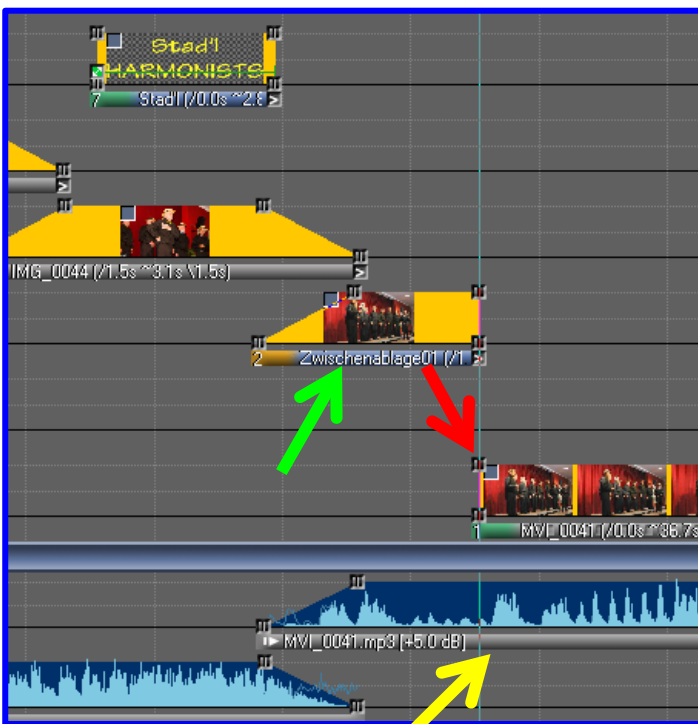 Stad'l
HARMONISTS
7 Stad'l (/0.0s ~2.8
IMG_0044 (/1.5s ~3.1s \1.5s)
2 Zwischenablage01 (/1.
1 MVI_0041 (/0.0s ~36.7s
MVI_0041.mp3 [+5.0 dB]